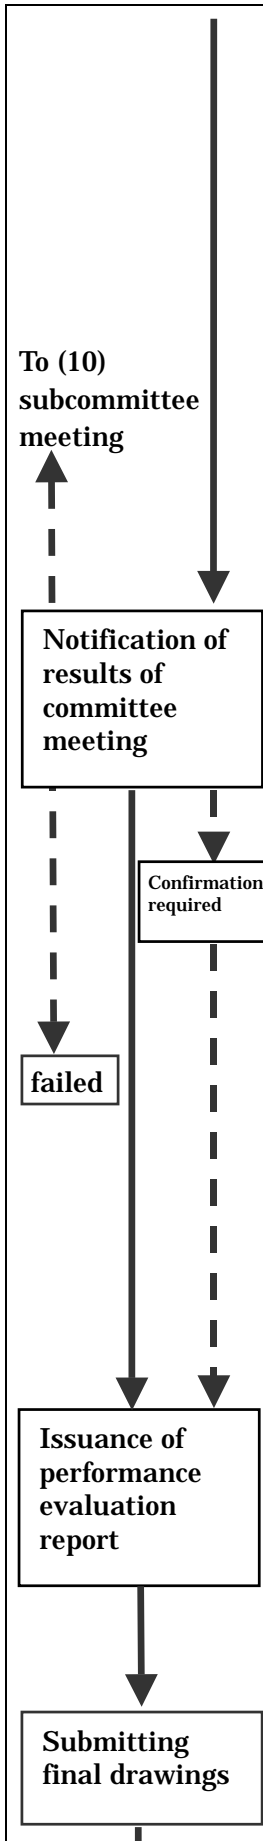 To (10)
subcommittee
meeting
Notification of
results of
committee
meeting
Confirmation
required
failed
Issuance of
performance
evaluation
report
Submitting
final drawings